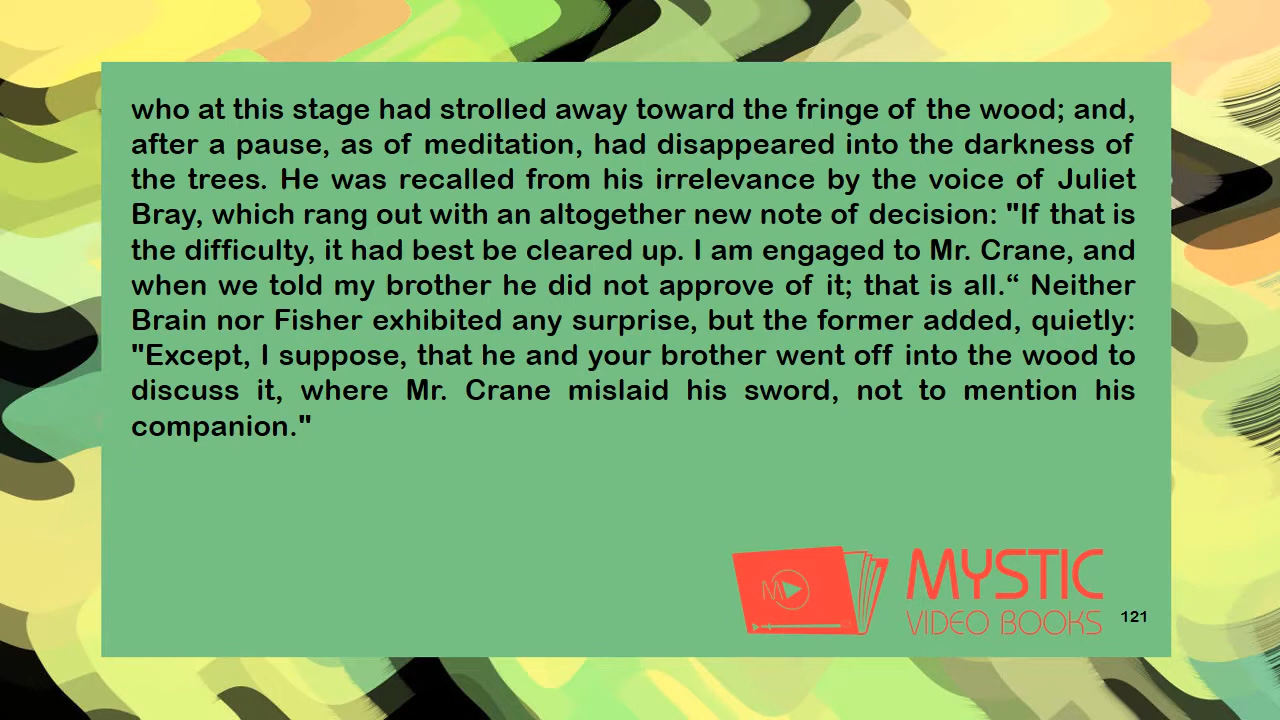 who at this stage had strolled away toward the fringe of the wood; and,
after a pause, as of meditation, had disappeared into the darkness of
the trees. He was recalled from his irrelevance by the voice of Juliet
Bray, which rang out with an altogether new note of decision: "If that is
the difficulty, it had best be cleared up. I am engaged to Mr. Crane, and
when we told my brother he did not approve of it; that is all.“ Neither
Brain nor Fisher exhibited any surprise, but the former added, quietly:
"Except, I suppose, that he and your brother went off into the wood to
discuss it, where Mr. Crane mislaid his sword, not to mention his
companion."
M
MYSTIC
VIDEO BOOKS
121